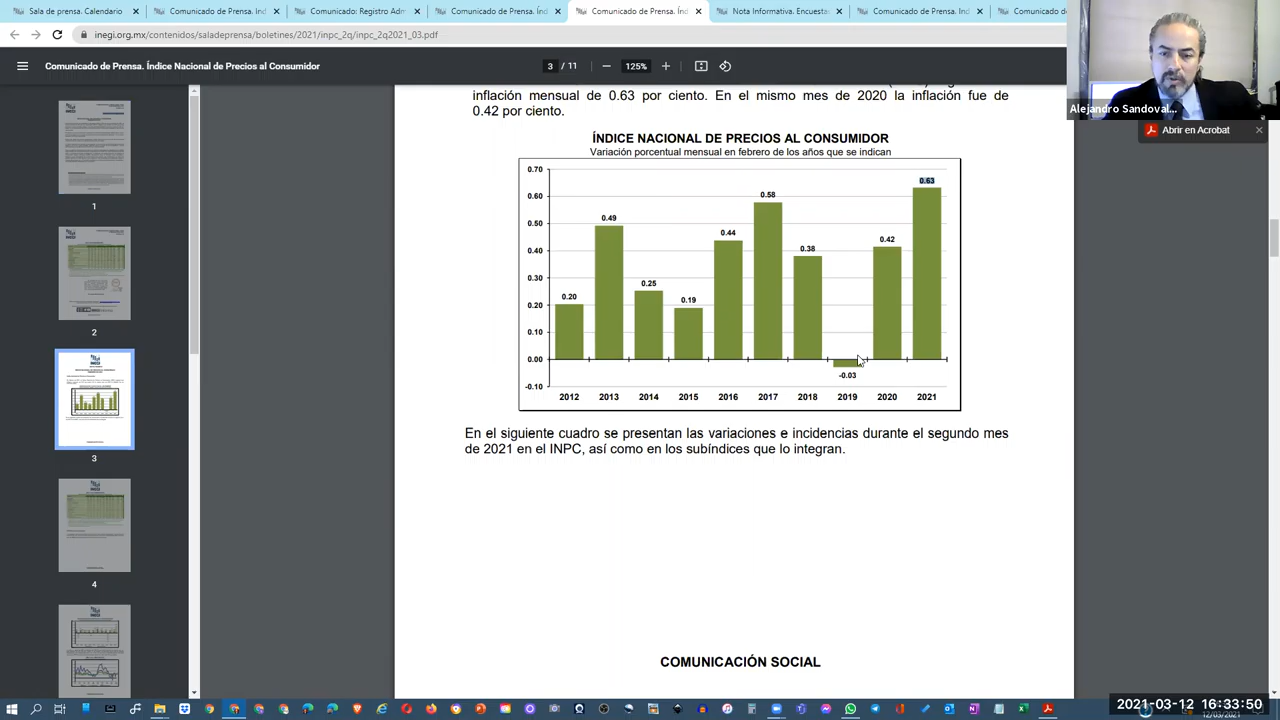 Sala de prensa. Calendario
Comunicado de Prensa. Índ
Comunicado: Registro Adm
Comunicado de Prensa. Índ
Comunicado de Prensa. Índ
Nota Informativa. Encuest
Comunicado de Prensa. Ind
Comunicado de
inegi.org.mx/contenidos/saladeprensa/boletines/2021/inpc_2q/inpc_2q2021_03.pdf
Comunicado de Prensa. Índice Nacional de Precios al Consumidor
3 / 11
125%
Alejandro Sandoval...
Abrir en Acrobat
inflación mensual de 0.63 por ciento. En el mismo mes de 2020 la inflación fue de
0.42 por ciento.
ÍNDICE NACIONAL DE PRECIOS AL CONSUMIDOR
Variación porcentual mensual en febrero de los años que se indican
0.70
0.60
0.50
0.40
0.30
0.20
0.10
0.00
-0.10
0.20
0.49
0.25
0.19
0.44
0.58
0.38
-0.03
0.42
0.63
2012 2013 2014 2015 2016 2017 2018 2019 2020 2021
En el siguiente cuadro se presentan las variaciones e incidencias durante el segundo mes
de 2021 en el INPC, así como en los subíndices que lo integran.
COMUNICACIÓN SOCIAL
1
2
3
4
2021-03-12 16:33:50
12/03/2021